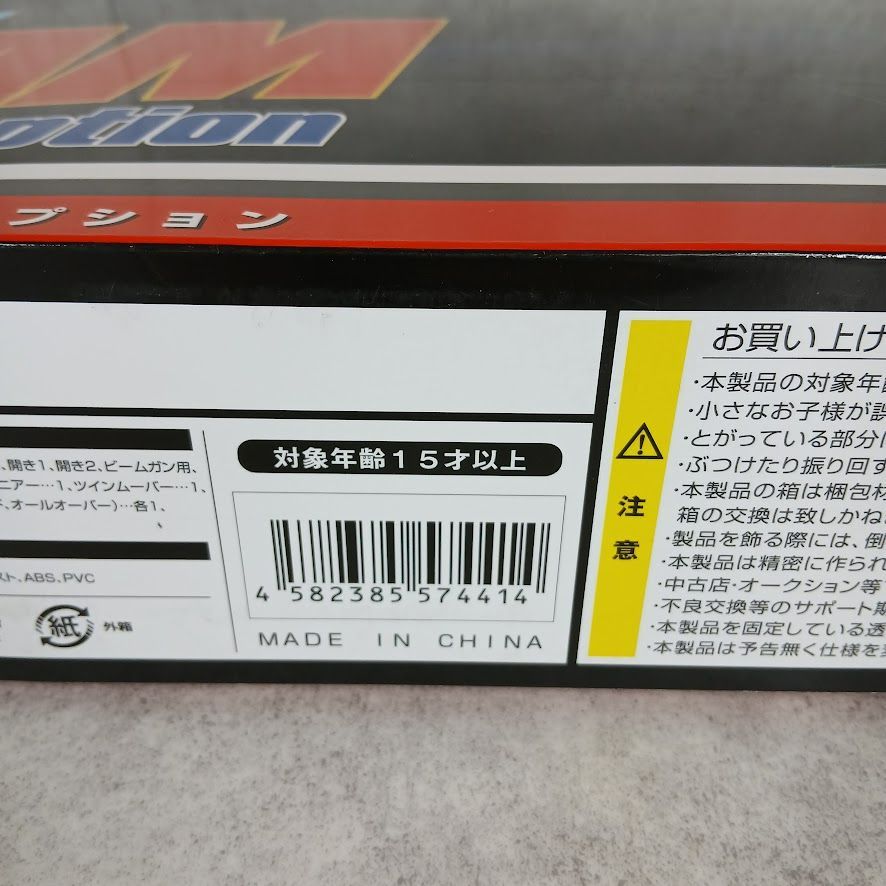 AM
otion
プション
、開き1、開き2、ビームガン用、
ニアー…1、ツインムーバー…1、
、オールオーバー)…各1、
スト、ABS、PVC
紙 外箱
対象年齢15才以上
4 582385 574414
MADE IN CHINA
注意
お買い上げ
・本製品の対象年齢
・小さなお子様が誤
・とがっている部分に
・ぶつけたり振り回す
・本製品の箱は梱包材
箱の交換は致しかね
・製品を飾る際には、倒
・本製品は精密に作られ
・中古店・オークション等
・不良交換等のサポート期
・本製品を固定している透
・本製品は予告無く仕様を変